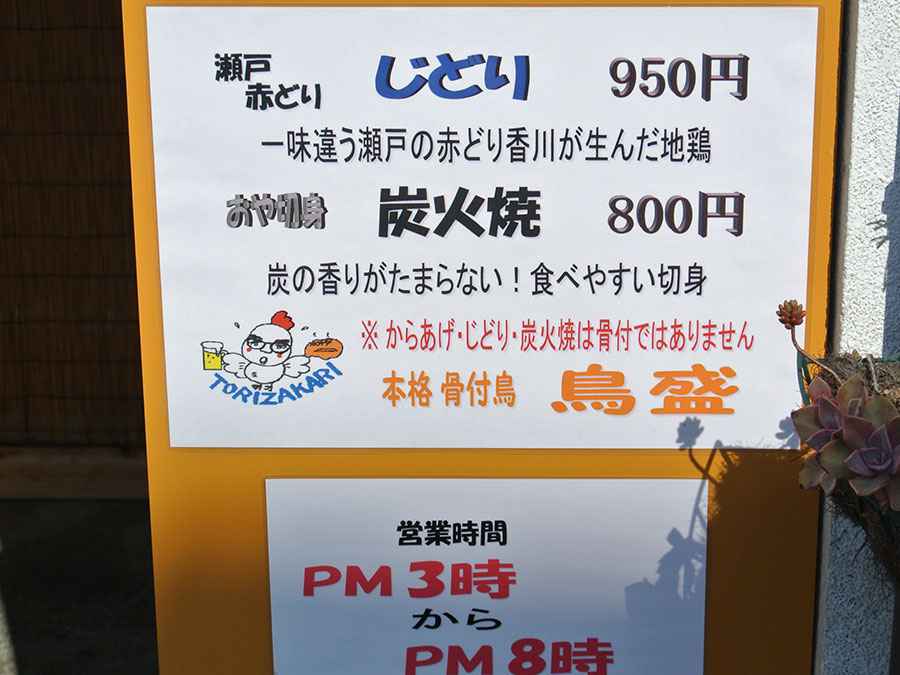 瀬戸赤どり じどり 950円
一味違う瀬戸の赤どり香川が生んだ地鶏
おや切身 炭火焼 800円
炭の香りがたまらない!食べやすい切身
※ からあげ・じどり・炭火焼は骨付ではありません
TORIZAKARI
本格 骨付鳥 鳥盛
営業時間
PM 3時
から
PM 8時